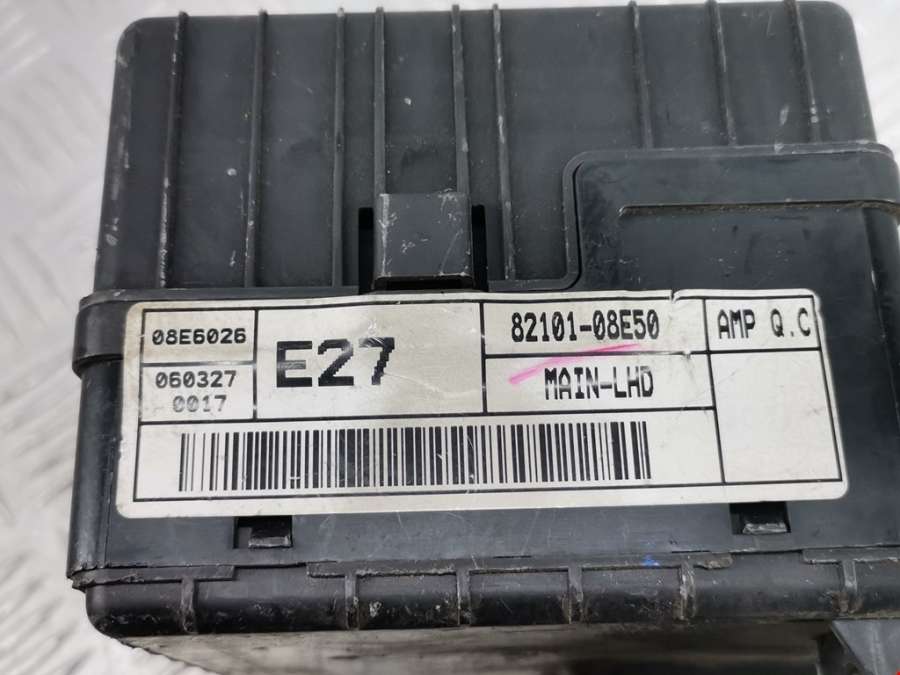 08E6026
060327
0017
E27
82101-08E50
MAIN-LHD
AMP Q.C